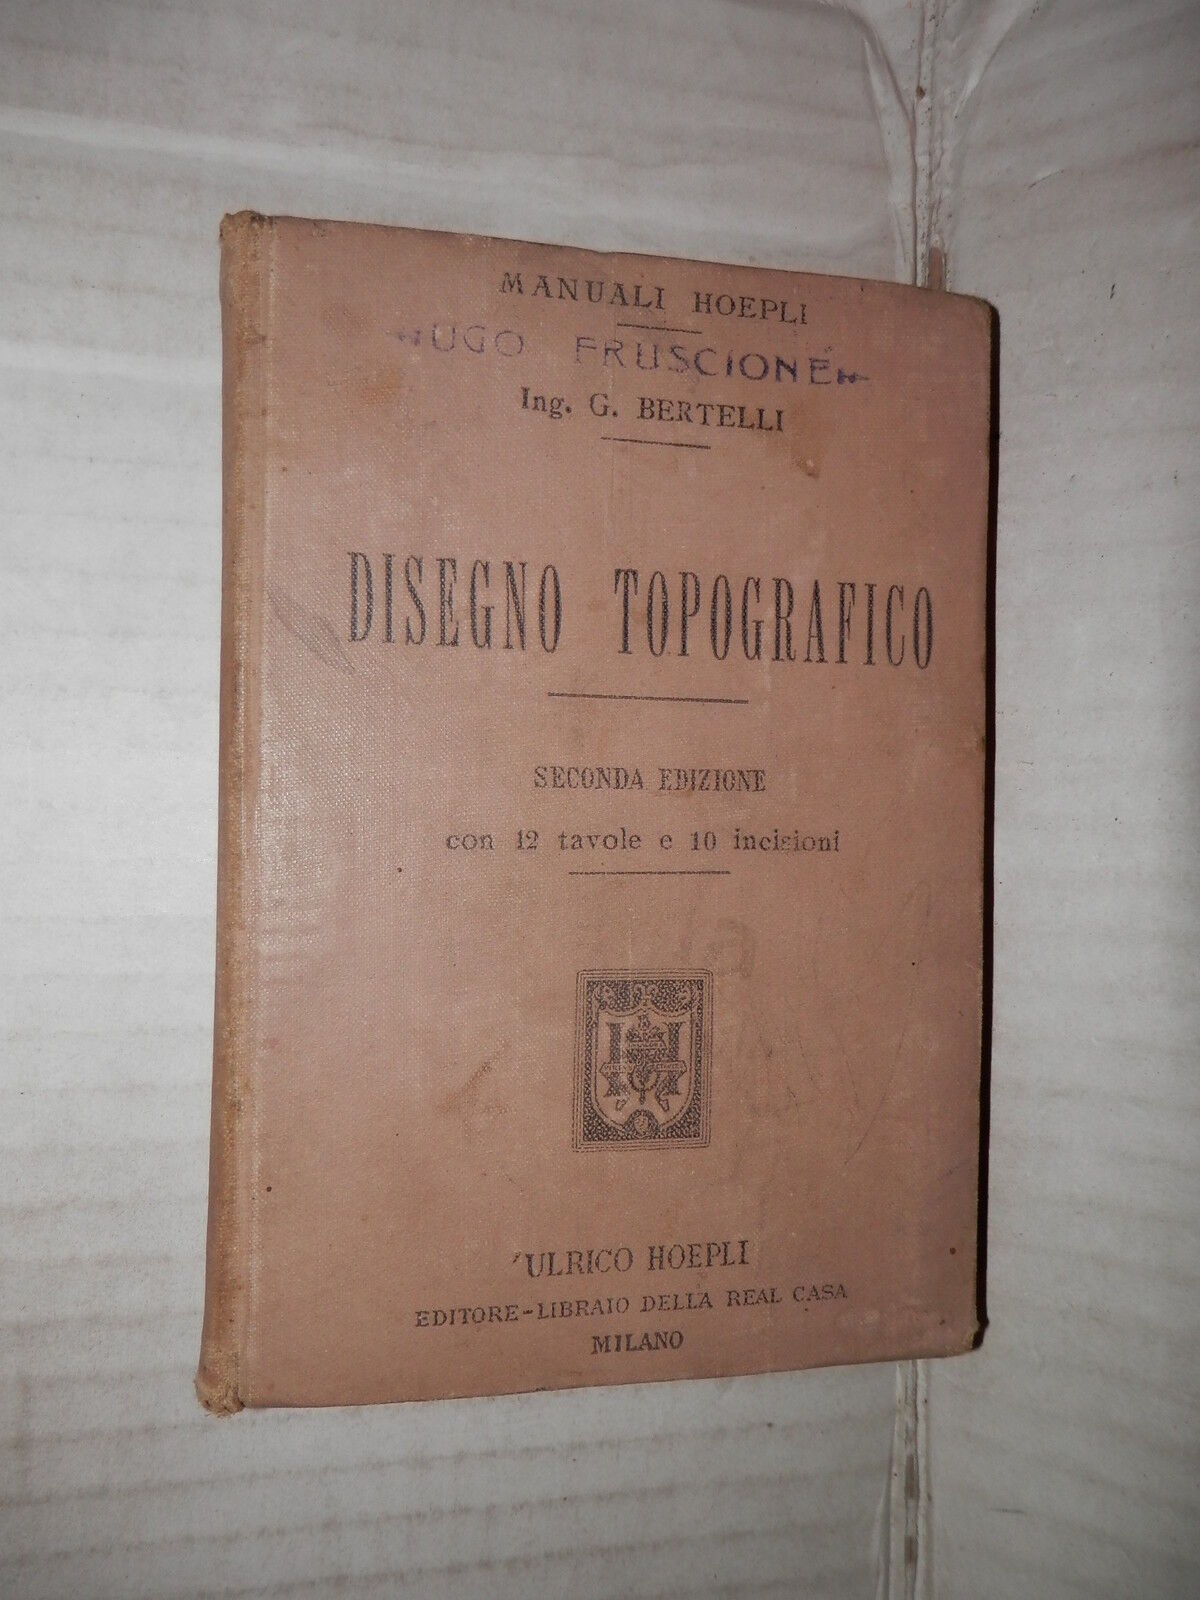 MANUALI HOEPLI
UGO FRUSCIONE
Ing. G. BERTELLI
DISEGNO TOPOGRAFICO
SECONDA EDIZIONE
con 12 tavole e 10 incisioni
H
ULRICO HOEPLI
EDITORE-LIBRAIO DELLA REAL CASA
MILANO